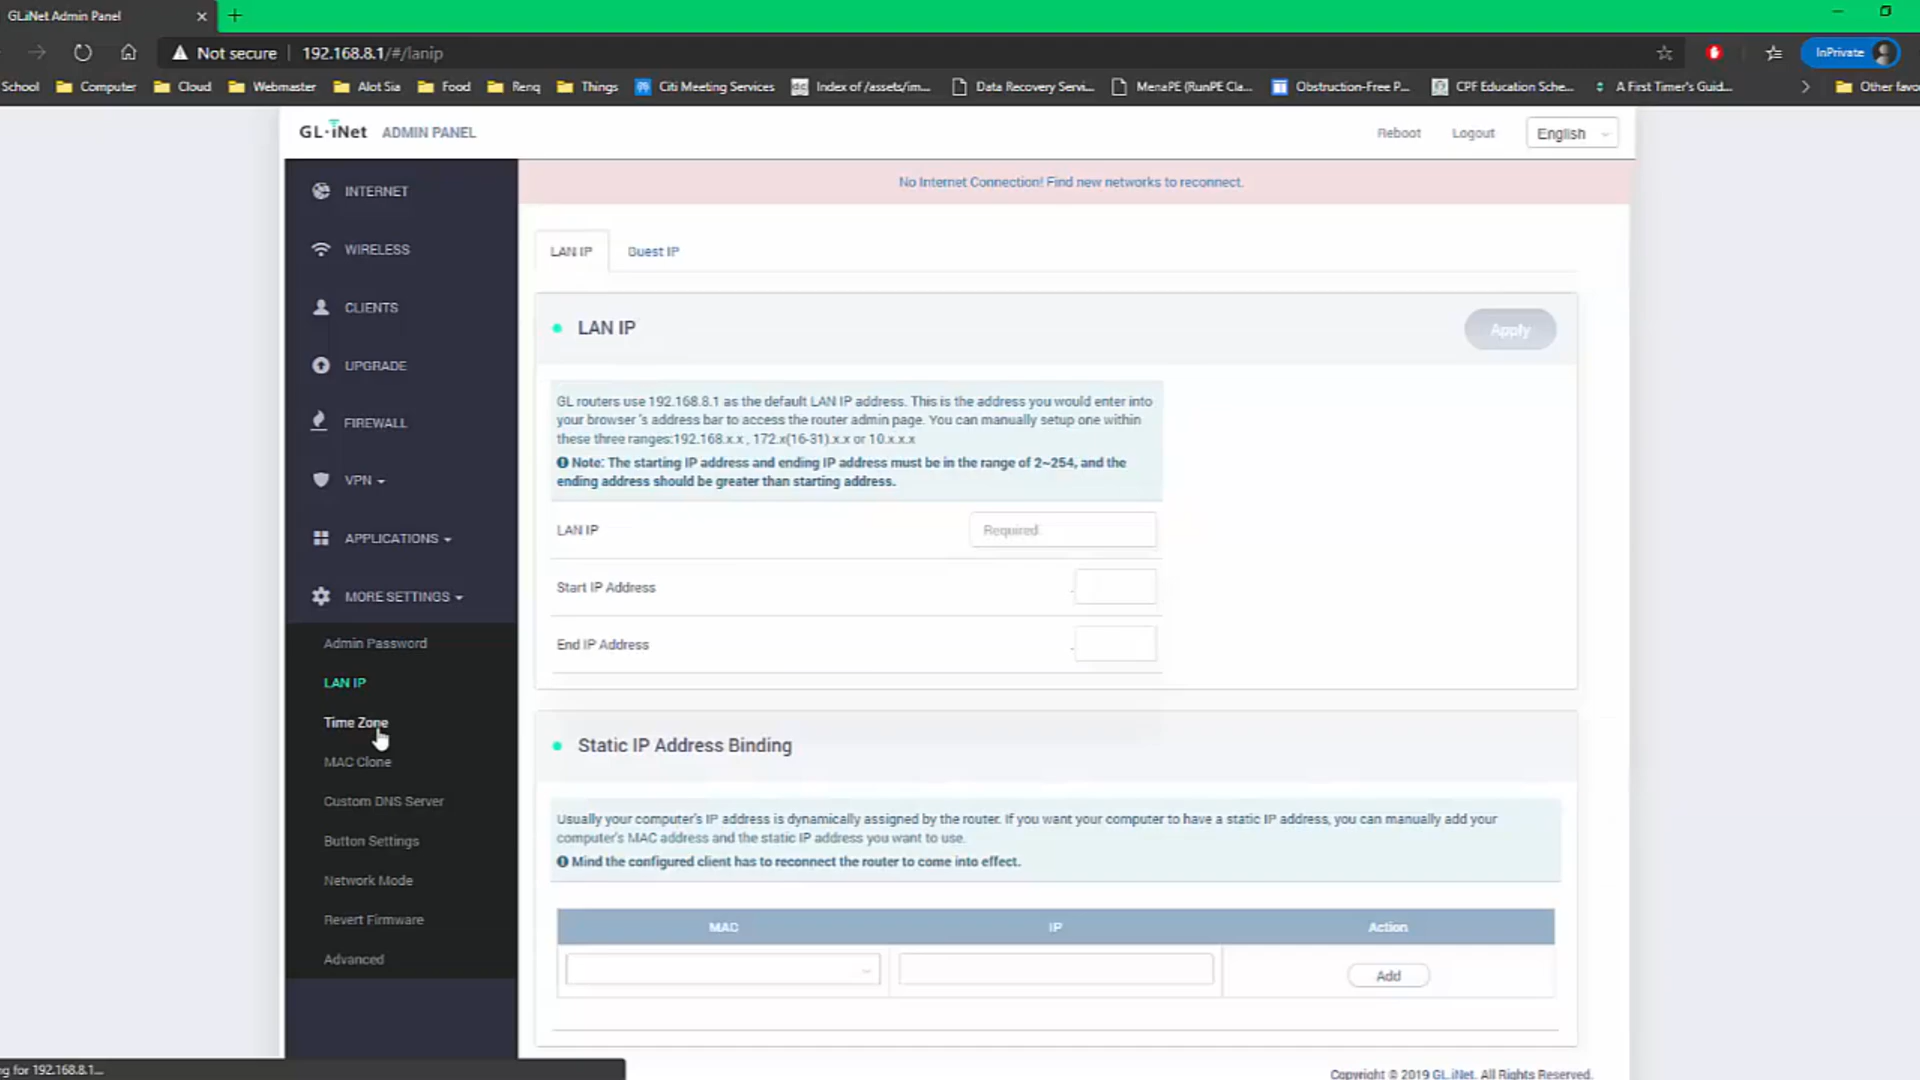 GL.iNet Admin Panel
Not secure 192.168.8.1/#/lanip
InPrivate
School Computer Cloud Webmaster Alot Sia Food Renq Things Citi Meeting Services Index of /assets/im... Data Recovery Servi... MenaPE (RunPE Cla... Obstruction-Free P... CPF Education Sche... A First Timer's Guid... Other favo
GL·iNet ADMIN PANEL
Reboot Logout English
INTERNET
WIRELESS
CLIENTS
UPGRADE
FIREWALL
VPN
APPLICATIONS
MORE SETTINGS
Admin Password
LAN IP
Time Zone
MAC Clone
Custom DNS Server
Button Settings
Network Mode
Revert Firmware
Advanced
No Internet Connection! Find new networks to reconnect.
LAN IP Guest IP
LAN IP
Apply
GL routers use 192.168.8.1 as the default LAN IP address. This is the address you would enter into
your browser 's address bar to access the router admin page. You can manually setup one within
these three ranges:192.168.x.x , 172.x(16-31).x.x or 10.x.x.x
Note: The starting IP address and ending IP address must be in the range of 2~254, and the
ending address should be greater than starting address.
LAN IP Required
Start IP Address .
End IP Address .
Static IP Address Binding
Usually your computer's IP address is dynamically assigned by the router. If you want your computer to have a static IP address, you can manually add your
computer's MAC address and the static IP address you want to use.
Mind the configured client has to reconnect the router to come into effect.
MAC IP Action
Add
ng for 192.168.8.1...
Copyright © 2019 GL.iNet. All Rights Reserved.